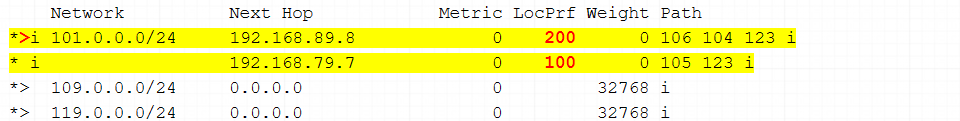 Network          Next Hop            Metric LocPrf Weight Path
*>i 101.0.0.0/24     192.168.89.8             0    200      0 106 104 123 i
* i                  192.168.79.7             0    100      0 105 123 i
*>  109.0.0.0/24     0.0.0.0                  0         32768 i
*>  119.0.0.0/24     0.0.0.0                  0         32768 i